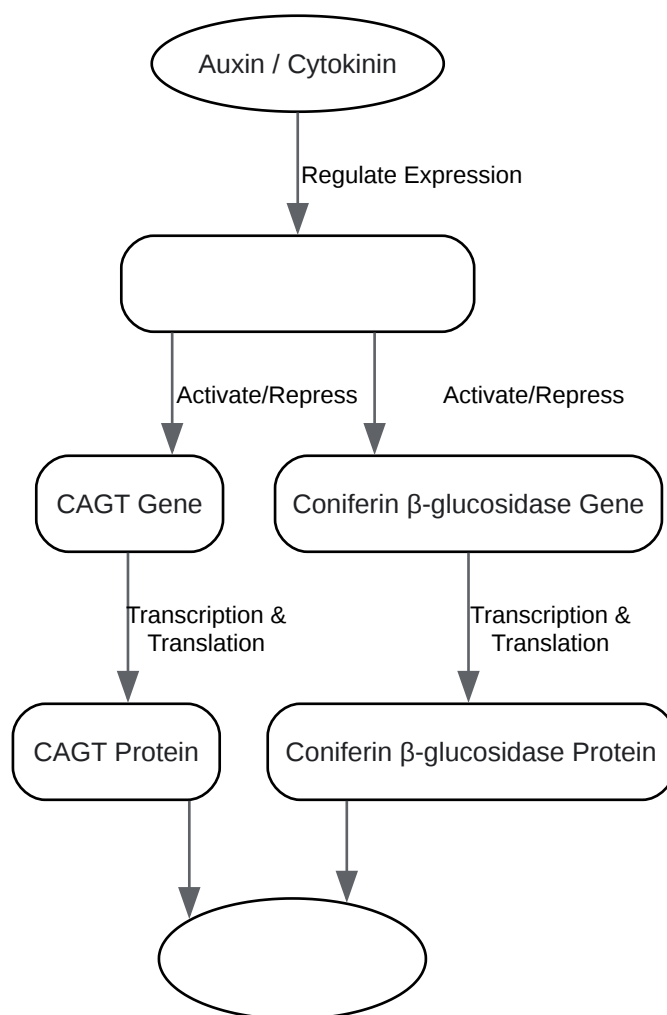 Auxin / Cytokinin
Regulate Expression
Activate/Repress
Activate/Repress
CAGT Gene
Coniferin β-glucosidase Gene
Transcription &
Translation
Transcription &
Translation
CAGT Protein
Coniferin β-glucosidase Protein